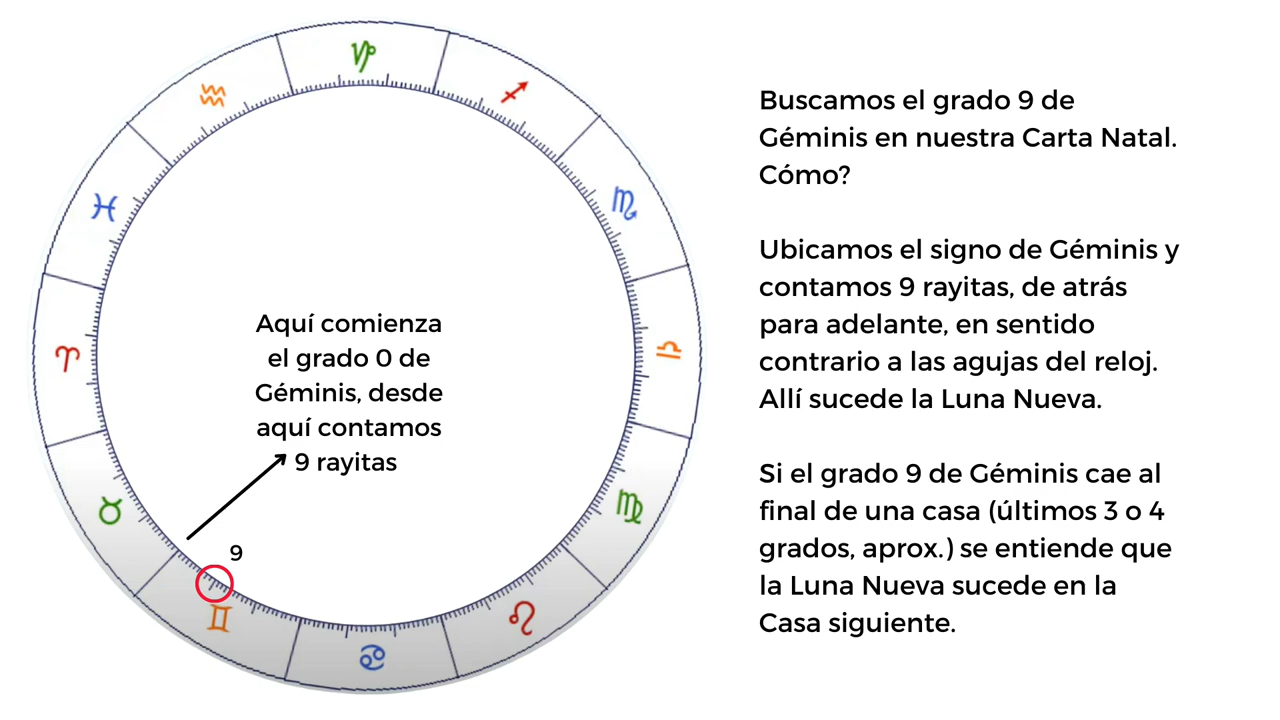 Buscamos el grado 9 de
Géminis en nuestra Carta Natal.
Cómo?
Ubicamos el signo de Géminis y
contamos 9 rayitas, de atrás
para adelante, en sentido
contrario a las agujas del reloj.
Allí sucede la Luna Nueva.
Si el grado 9 de Géminis cae al
final de una casa (últimos 3 o 4
grados, aprox.) se entiende que
la Luna Nueva sucede en la
Casa siguiente.
Aquí comienza
el grado 0 de
Géminis, desde
aquí contamos
9 rayitas
9